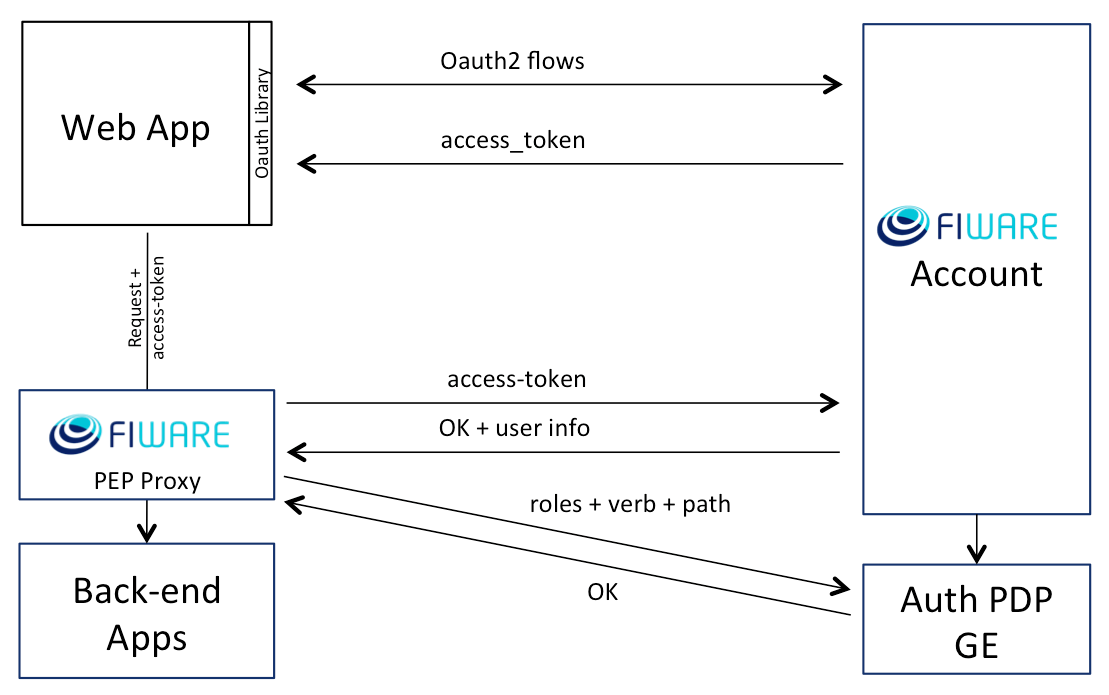 Web App
Oauth Library
Oauth2 flows
access_token
FIWARE
Account
Request +
access-token
access-token
OK + user info
FIWARE
PEP Proxy
roles + verb + path
OK
Back-end
Apps
Auth PDP
GE